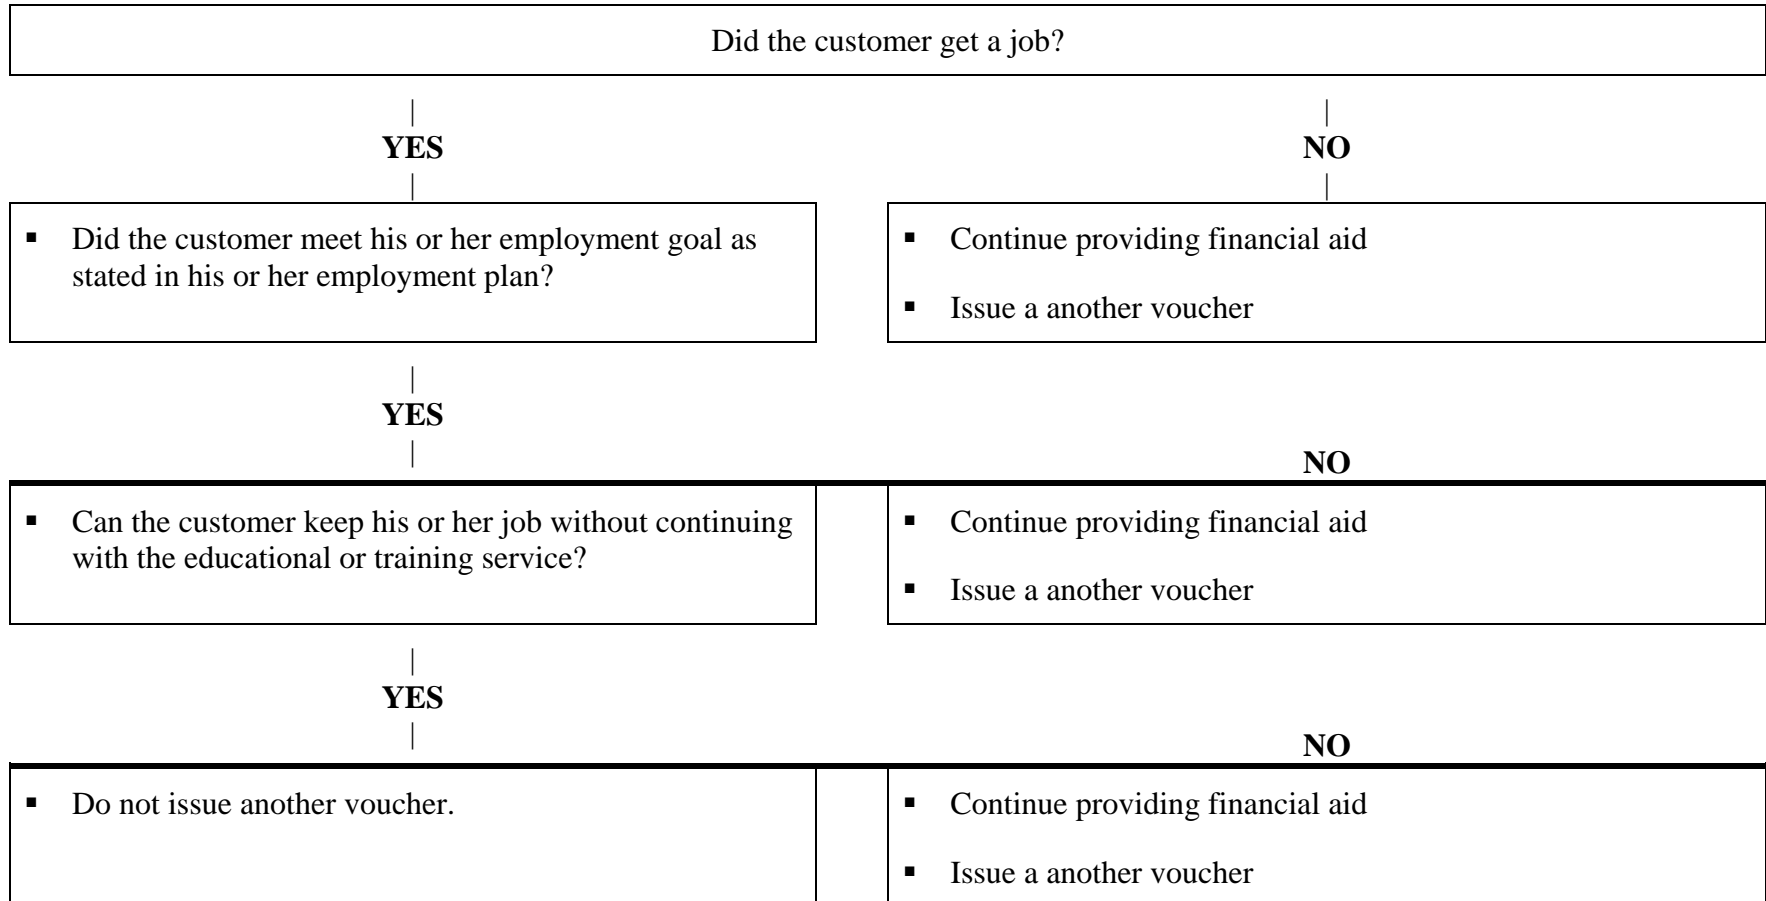 Did the customer get a job?
YES
NO
▪ Did the customer meet his or her employment goal as
stated in his or her employment plan?
▪ Continue providing financial aid
▪ Issue a another voucher
YES
NO
▪ Can the customer keep his or her job without continuing
with the educational or training service?
▪ Continue providing financial aid
▪ Issue a another voucher
YES
NO
▪ Do not issue another voucher.
▪ Continue providing financial aid
▪ Issue a another voucher